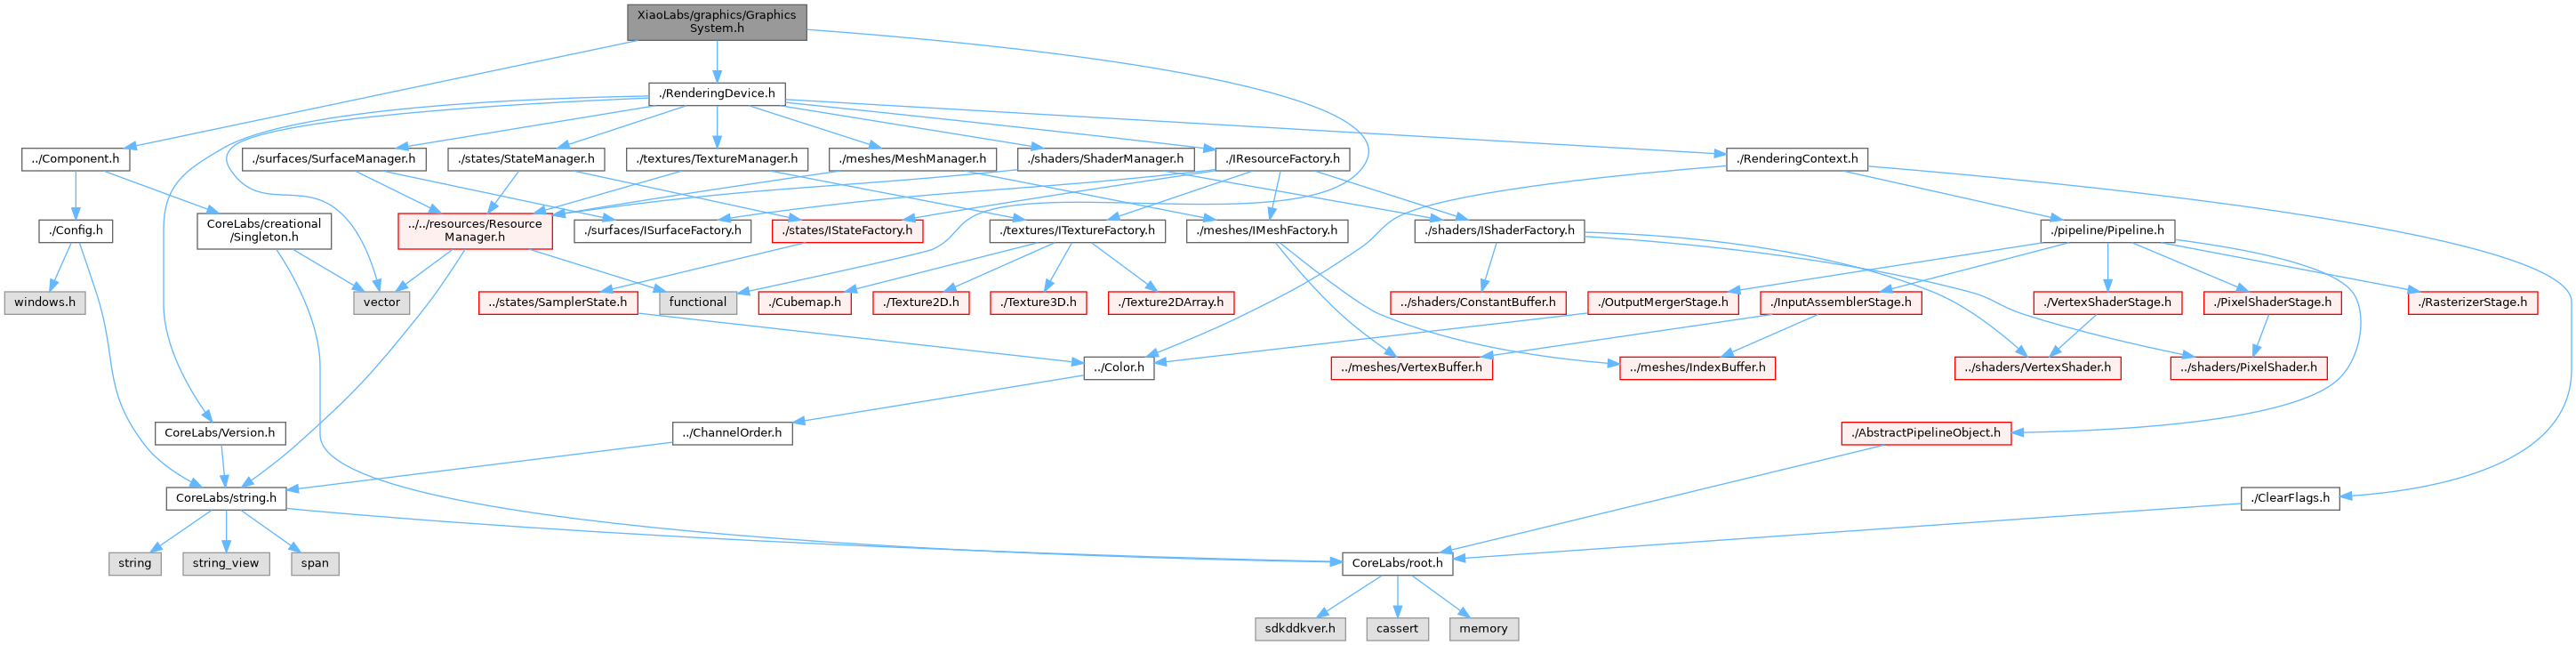 XiaoLabs/graphics/Graphics
System.h
./RenderingDevice.h
../Component.h
./surfaces/SurfaceManager.h
./states/StateManager.h
./textures/TextureManager.h
./meshes/MeshManager.h
./shaders/ShaderManager.h
./IResourceFactory.h
./RenderingContext.h
./Config.h
CoreLabs/creational
/Singleton.h
../../resources/Resource
Manager.h
./surfaces/ISurfaceFactory.h
./states/IStateFactory.h
./textures/ITextureFactory.h
./meshes/IMeshFactory.h
./shaders/IShaderFactory.h
./pipeline/Pipeline.h
windows.h
vector
../states/SamplerState.h
functional
./Cubemap.h
./Texture2D.h
./Texture3D.h
./Texture2DArray.h
../shaders/ConstantBuffer.h
./OutputMergerStage.h
./InputAssemblerStage.h
./VertexShaderStage.h
./PixelShaderStage.h
./RasterizerStage.h
../Color.h
../meshes/VertexBuffer.h
../meshes/IndexBuffer.h
../shaders/VertexShader.h
../shaders/PixelShader.h
CoreLabs/Version.h
../ChannelOrder.h
./AbstractPipelineObject.h
CoreLabs/string.h
./ClearFlags.h
string
string_view
span
CoreLabs/root.h
sdkddkver.h
cassert
memory